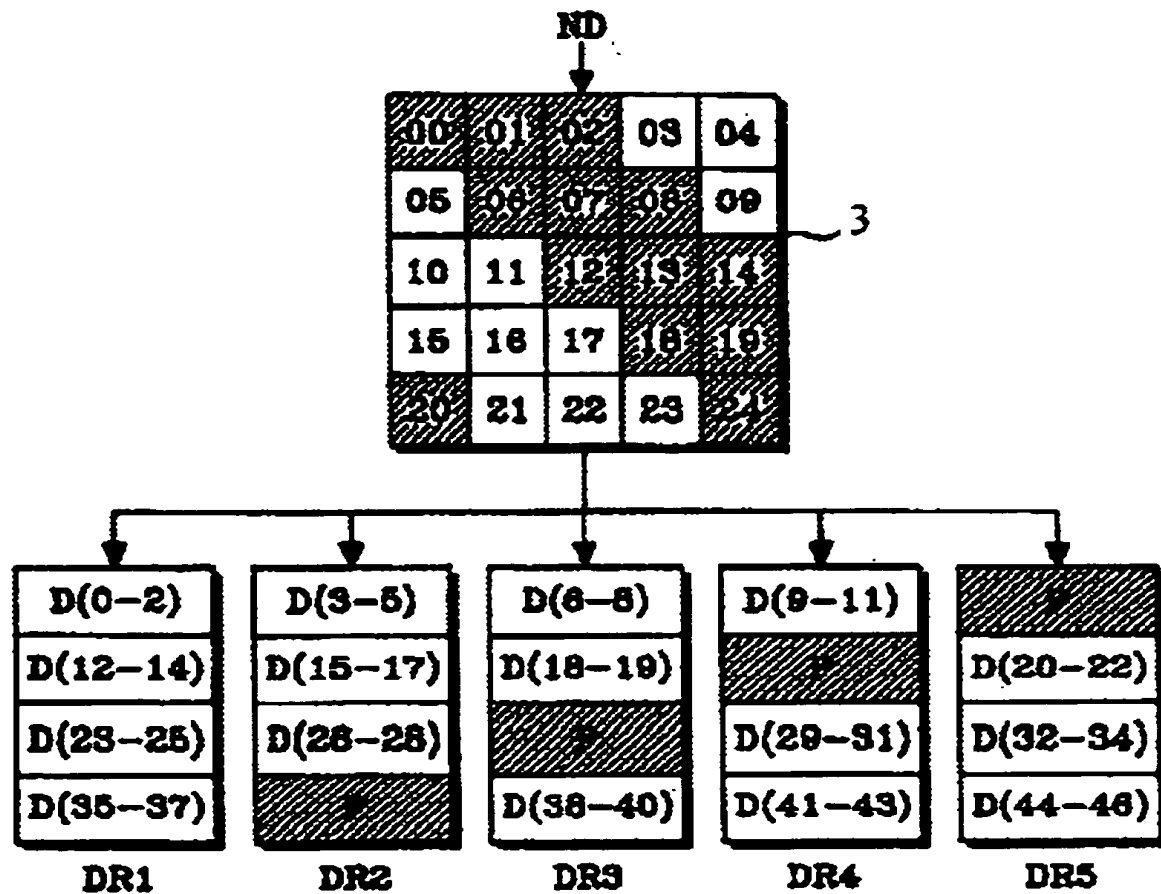 ND
00 01 02 03 04
05 06 07 08 09
3
10 11 12 13 14
15 16 17 18 19
20 21 22 23 24
D(0-2) D(3-5) D(6-8) D(9-11) P
D(12-14) D(15-17) D(18-19) P D(20-22)
D(23-25) D(26-28) P D(29-31) D(32-34)
D(35-37) P D(38-40) D(41-43) D(44-46)
DR1 DR2 DR3 DR4 DR5